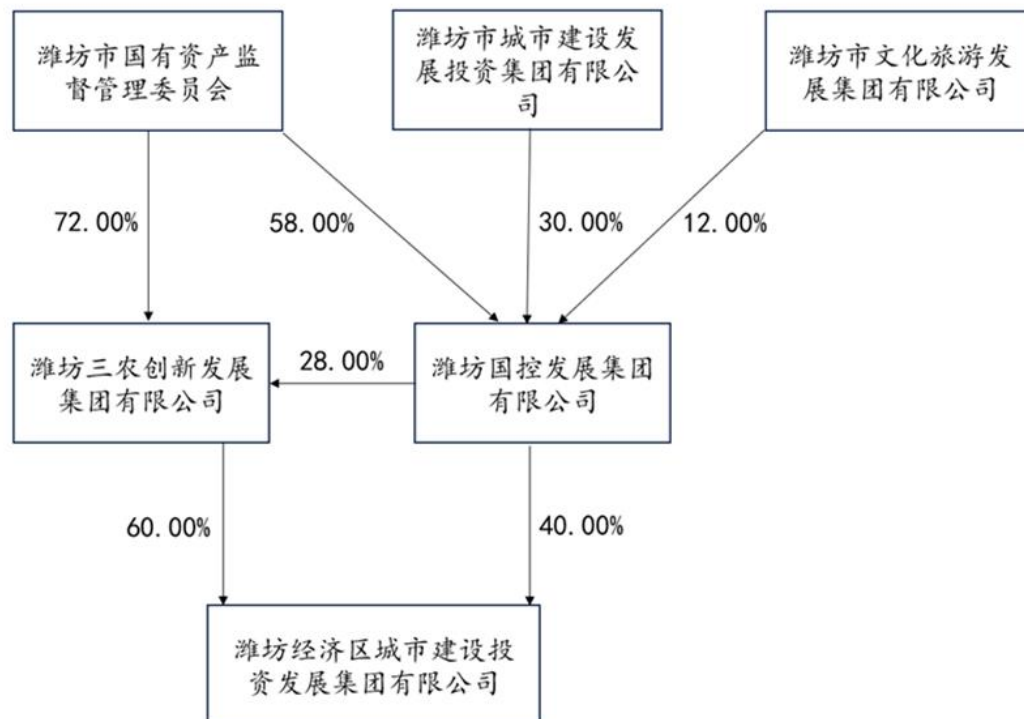 潍坊市国有资产监
督管理委员会
潍坊市城市建设发
展投资集团有限公
司
潍坊市文化旅游发
展集团有限公司
72.00%
58.00%
30.00%
12.00%
潍坊三农创新发展
集团有限公司
28.00%
潍坊国控发展集团
有限公司
60.00%
40.00%
潍坊经济区城市建设投
资发展集团有限公司